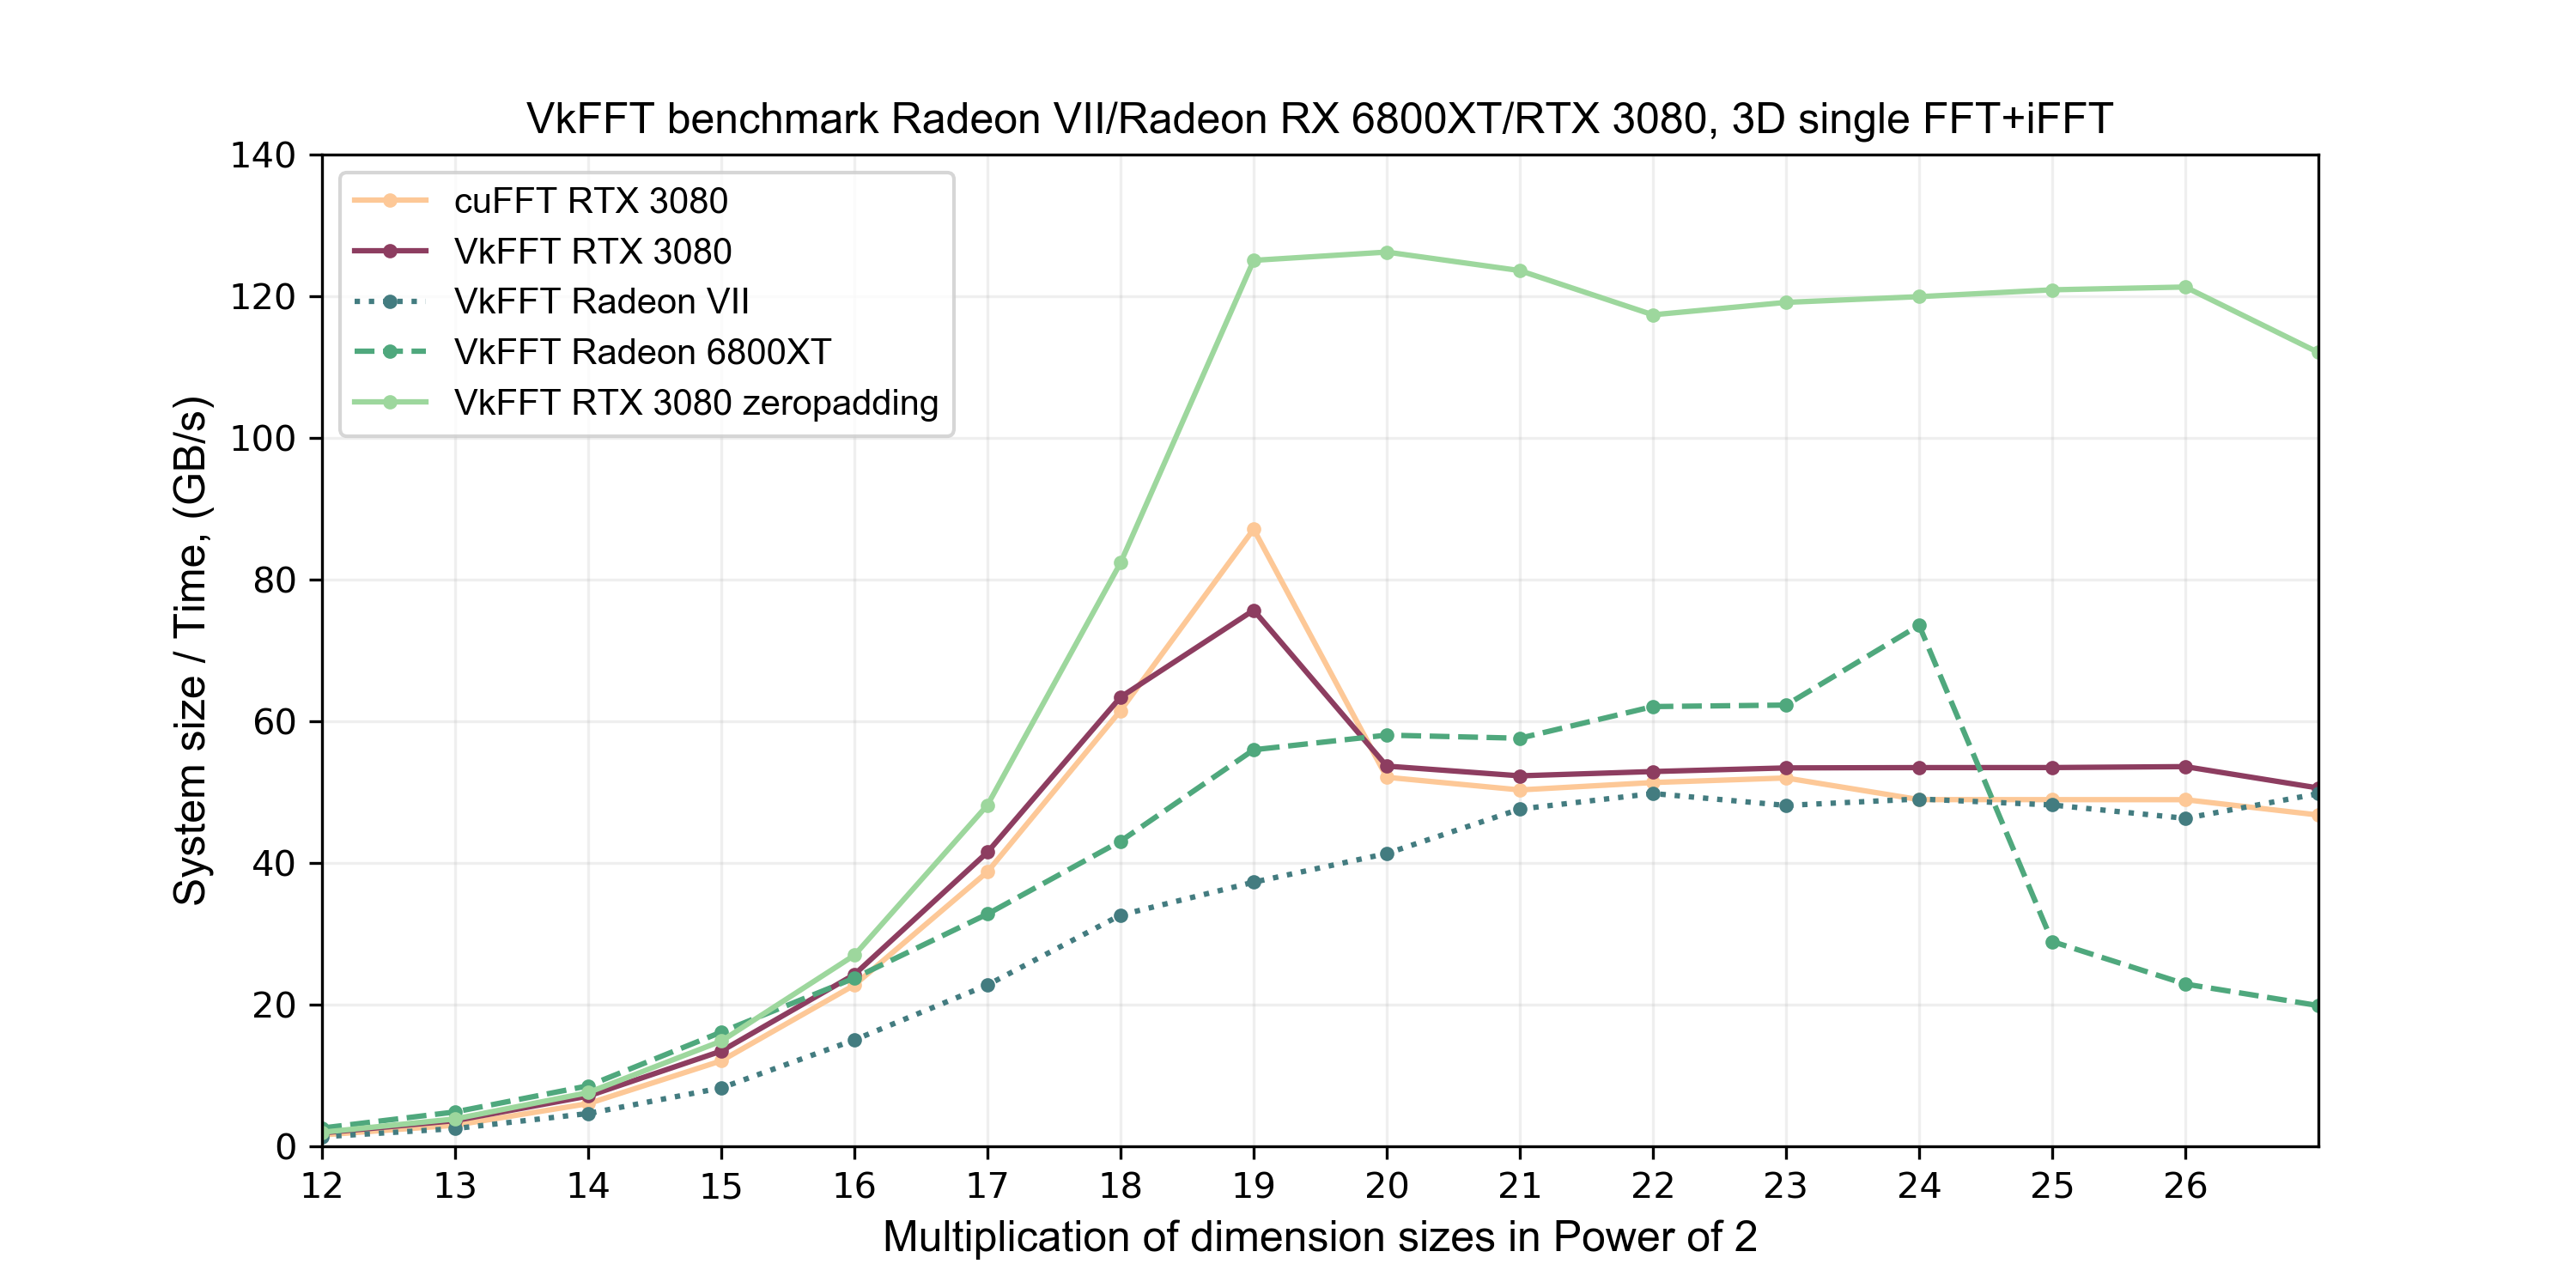 VkFFT benchmark Radeon VII/Radeon RX 6800XT/RTX 3080, 3D single FFT+iFFT
140
120
100
80
60
40
20
0
System size / Time, (GB/s)
cuFFT RTX 3080
VkFFT RTX 3080
VkFFT Radeon VII
VkFFT Radeon 6800XT
VkFFT RTX 3080 zeropadding
12 13 14 15 16 17 18 19 20 21 22 23 24 25 26
Multiplication of dimension sizes in Power of 2